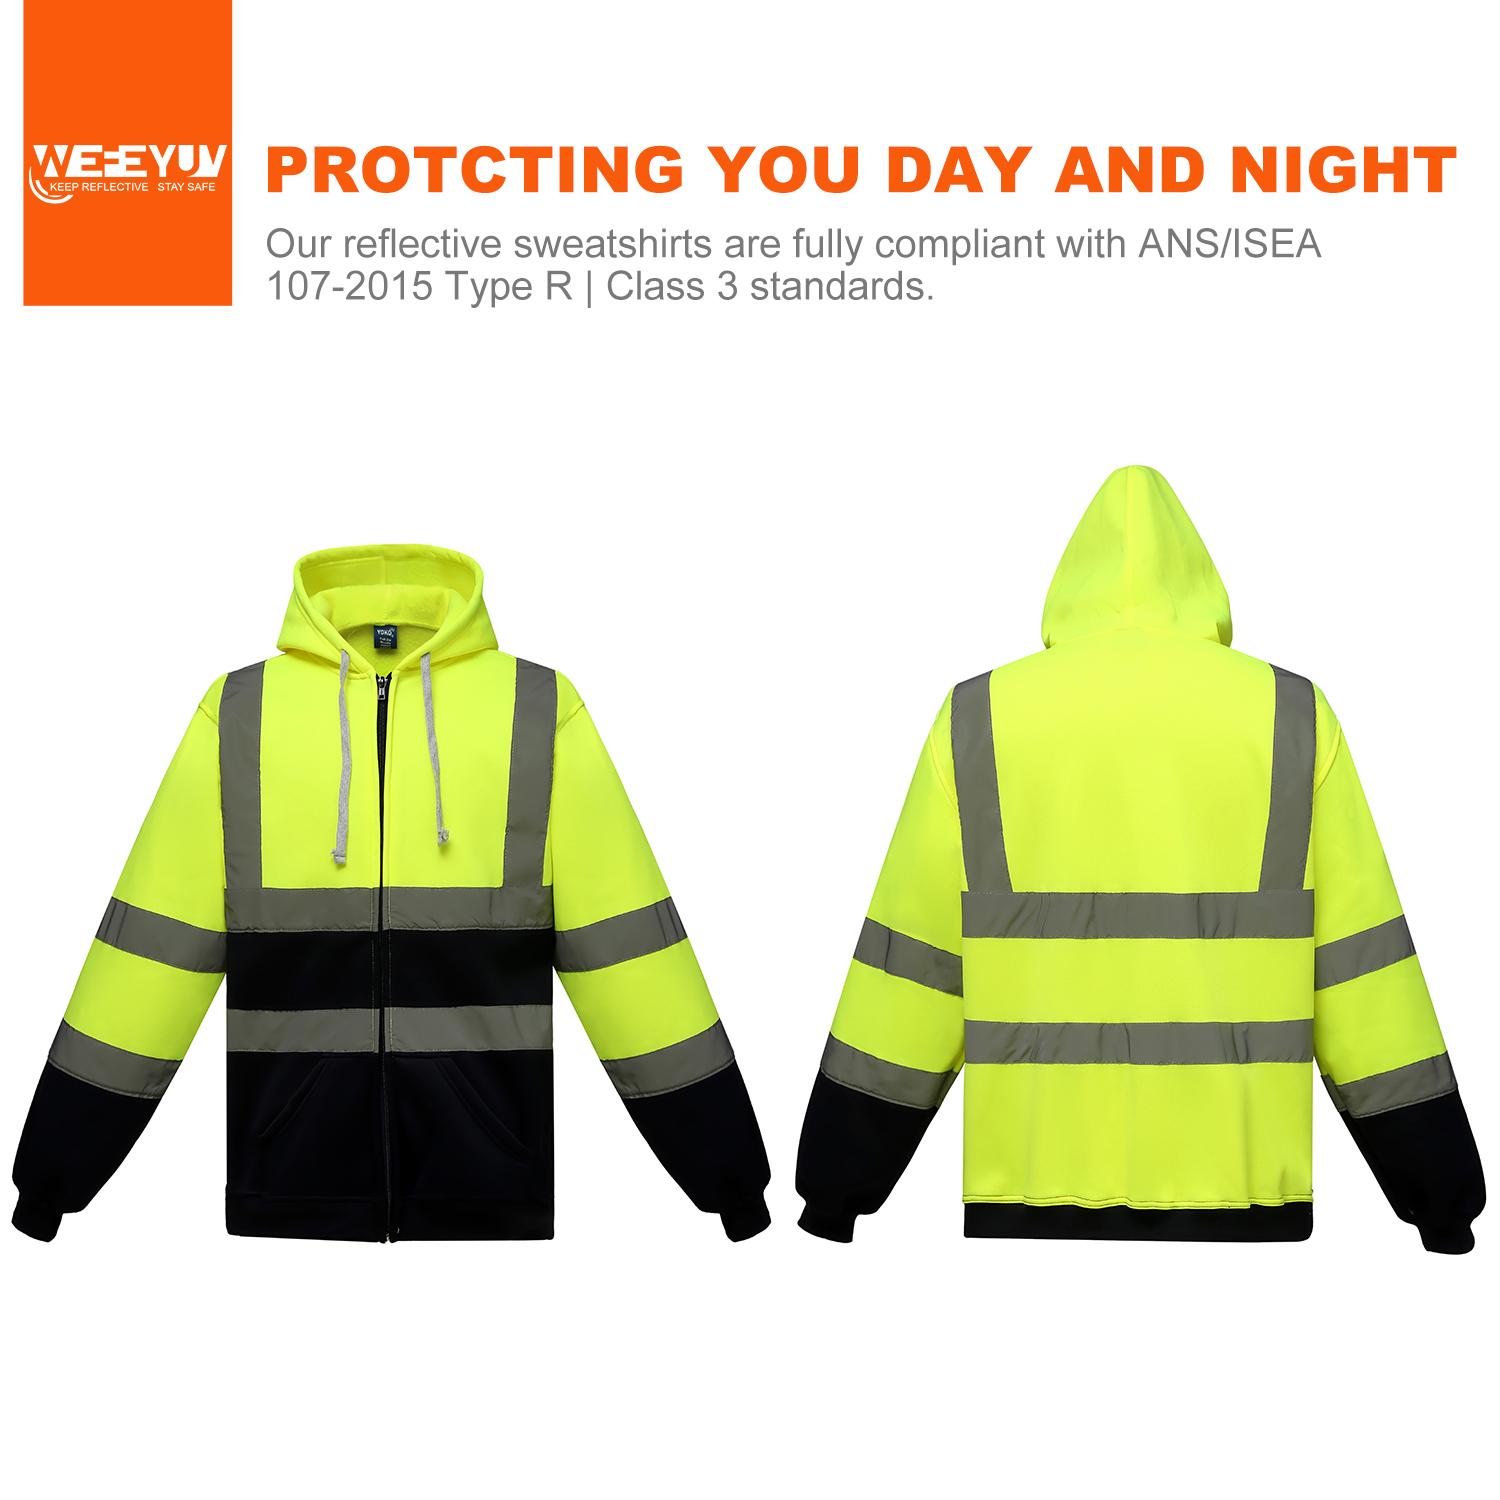 WEFEYUV
KEEP REFLECTIVE STAY SAFE
PROTCTING YOU DAY AND NIGHT
Our reflective sweatshirts are fully compliant with ANS/ISEA
107-2015 Type R | Class 3 standards.
YOKO